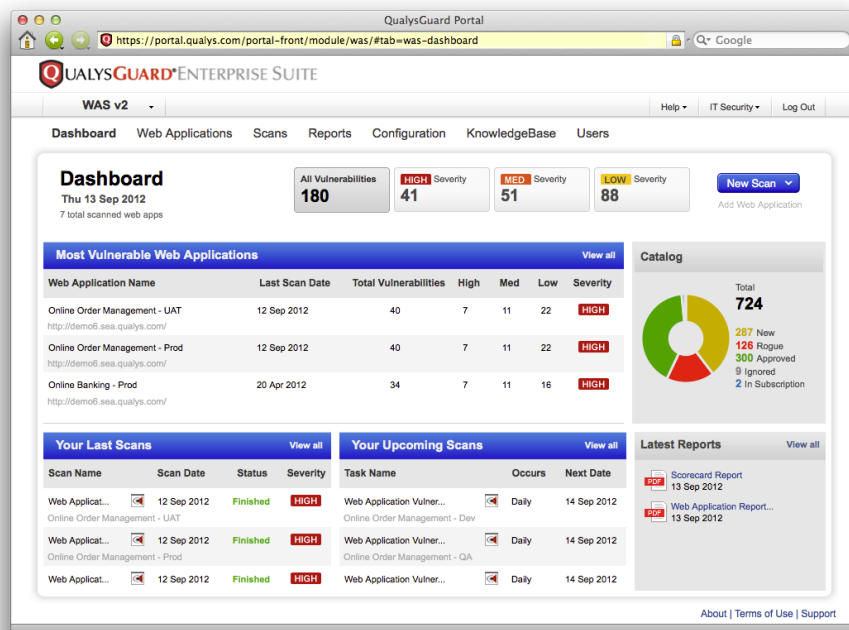 QualysGuard Portal
https://portal.qualys.com/portal-front/module/was/#tab=was-dashboard
Google
QUALYSGUARD® ENTERPRISE SUITE
WAS v2
Help
IT Security
Log Out
Dashboard Web Applications Scans Reports Configuration KnowledgeBase Users
Dashboard
Thu 13 Sep 2012
7 total scanned web apps
All Vulnerabilities
180
HIGH Severity
41
MED Severity
51
LOW Severity
88
New Scan
Add Web Application
Most Vulnerable Web Applications View all
Web Application Name Last Scan Date Total Vulnerabilities High Med Low Severity
Online Order Management - UAT 12 Sep 2012 40 7 11 22 HIGH
http://demo6.sea.qualys.com/
Online Order Management - Prod 12 Sep 2012 40 7 11 22 HIGH
http://demo6.sea.qualys.com/
Online Banking - Prod 20 Apr 2012 34 7 11 16 HIGH
http://demo6.sea.qualys.com/
Catalog
Total
724
287 New
126 Rogue
300 Approved
9 Ignored
2 In Subscription
Your Last Scans View all
Scan Name Scan Date Status Severity
Web Applicat... 12 Sep 2012 Finished HIGH
Online Order Management - UAT
Web Applicat... 12 Sep 2012 Finished HIGH
Online Order Management - Prod
Web Applicat... 12 Sep 2012 Finished HIGH
Your Upcoming Scans View all
Task Name Occurs Next Date
Web Application Vulner... Daily 14 Sep 2012
Online Order Management - Dev
Web Application Vulner... Daily 14 Sep 2012
Online Order Management - QA
Web Application Vulner... Daily 14 Sep 2012
Latest Reports View all
PDF Scorecard Report
13 Sep 2012
PDF Web Application Report...
13 Sep 2012
About | Terms of Use | Support